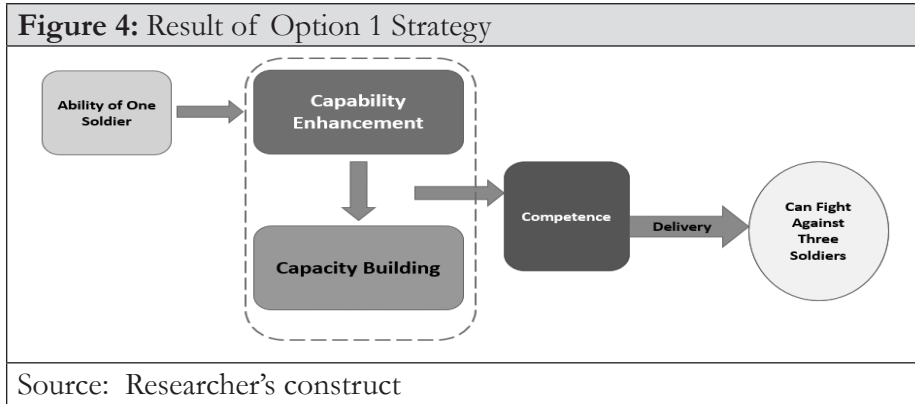 Figure 4: Result of Option 1 Strategy
Ability of One
Soldier
Capability
Enhancement
Capacity Building
Competence
Delivery
Can Fight
Against
Three
Soldiers
Source: Researcher's construct